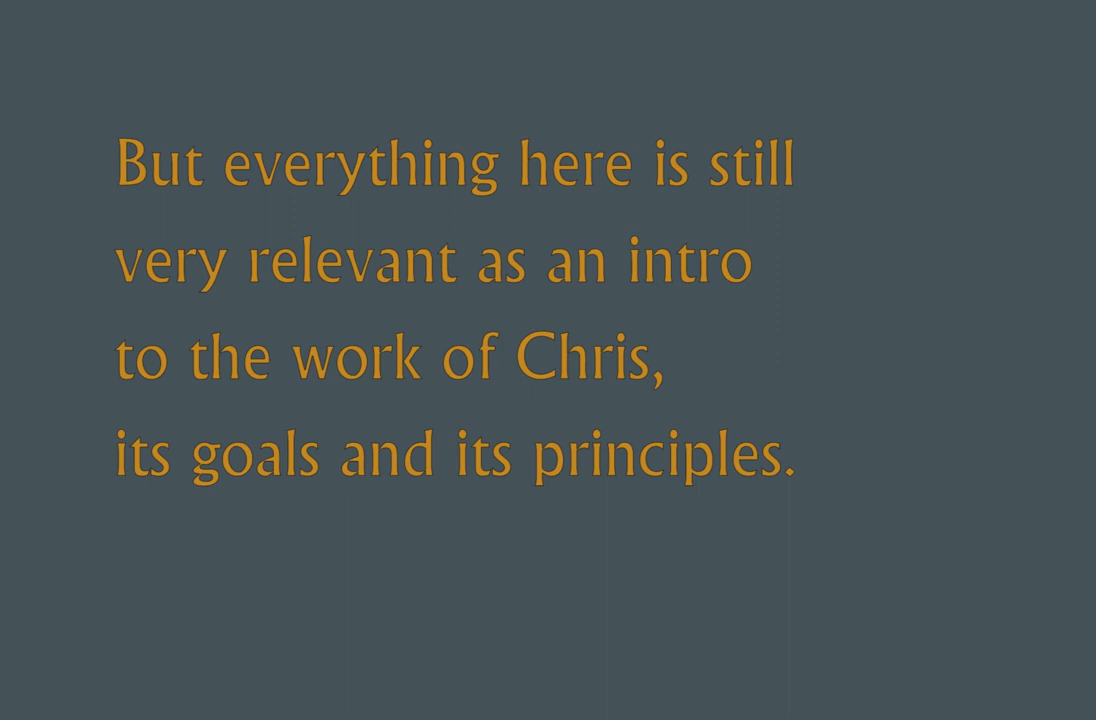 But everything here is still
very relevant as an intro
to the work of Chris,
its goals and its principles.